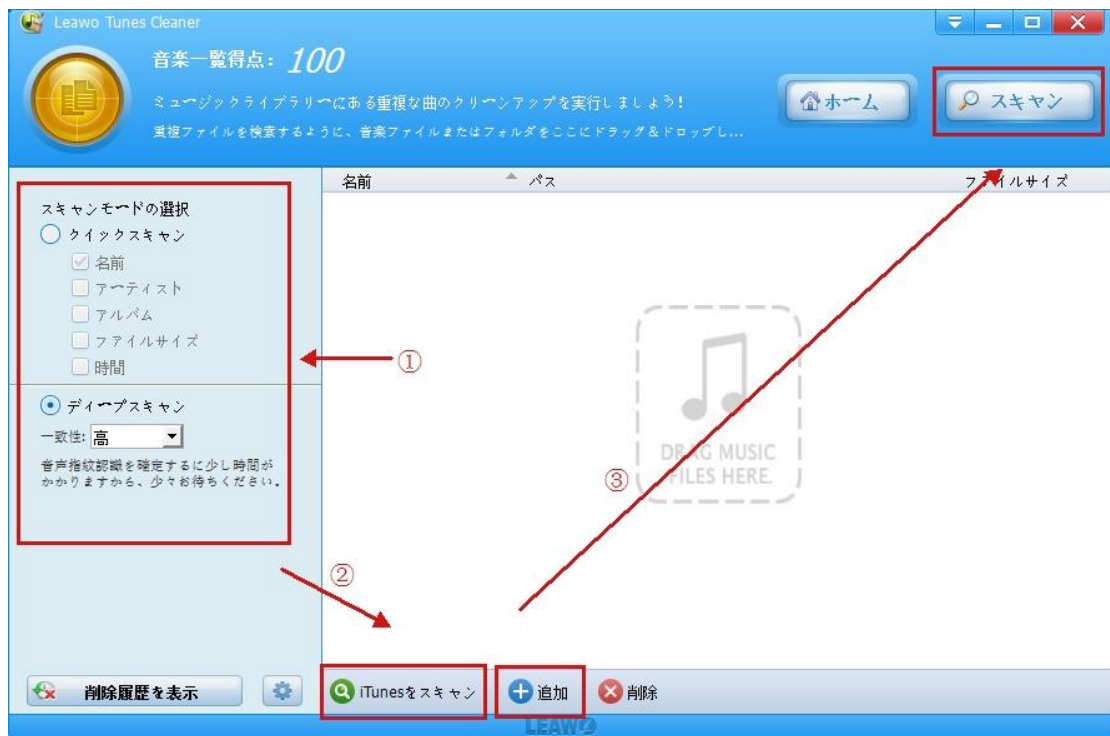 Leawo Tunes Cleaner
音楽一覧得点: 100
ミュージックライブラリーにある重複な曲のクリーンアップを実行しましょう!
重複ファイルを検索するように、音楽ファイルまたはフォルダをここにドラッグ&ドロップし...
ホーム
スキャン
名前 パス ファイルサイズ
スキャンモードの選択
クイックスキャン
名前
アーティスト
アルバム
ファイルサイズ
時間
①
ディープスキャン
一致性: 高
音声指紋認識を確定するに少し時間が
かかりますから、少々お待ちください。
DRAG MUSIC
FILES HERE.
③
②
削除履歴を表示
iTunesをスキャン
追加
削除
LEAWO